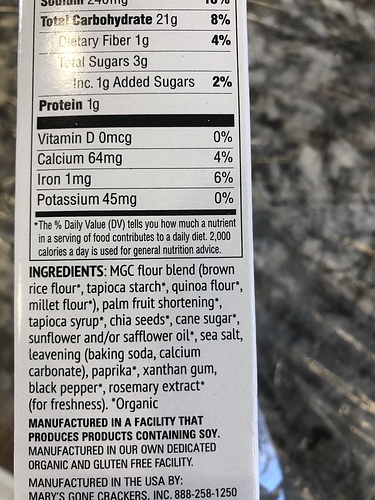 Sodium 240mg 10%
Total Carbohydrate 21g 8%
Dietary Fiber 1g 4%
Total Sugars 3g
Inc. 1g Added Sugars 2%
Protein 1g
Vitamin D 0mcg 0%
Calcium 64mg 4%
Iron 1mg 6%
Potassium 45mg 0%
*The % Daily Value (DV) tells you how much a nutrient
in a serving of food contributes to a daily diet. 2,000
calories a day is used for general nutrition advice.
INGREDIENTS: MGC flour blend (brown
rice flour*, tapioca starch*, quinoa flour*,
millet flour*), palm fruit shortening*,
tapioca syrup*, chia seeds*, cane sugar*,
sunflower and/or safflower oil*, sea salt,
leavening (baking soda, calcium
carbonate), paprika*, xanthan gum,
black pepper*, rosemary extract*
(for freshness). *Organic
MANUFACTURED IN A FACILITY THAT
PRODUCES PRODUCTS CONTAINING SOY.
MANUFACTURED IN OUR OWN DEDICATED
ORGANIC AND GLUTEN FREE FACILITY.
MANUFACTURED IN THE USA BY:
MARY'S GONE CRACKERS, INC. 888-258-1250